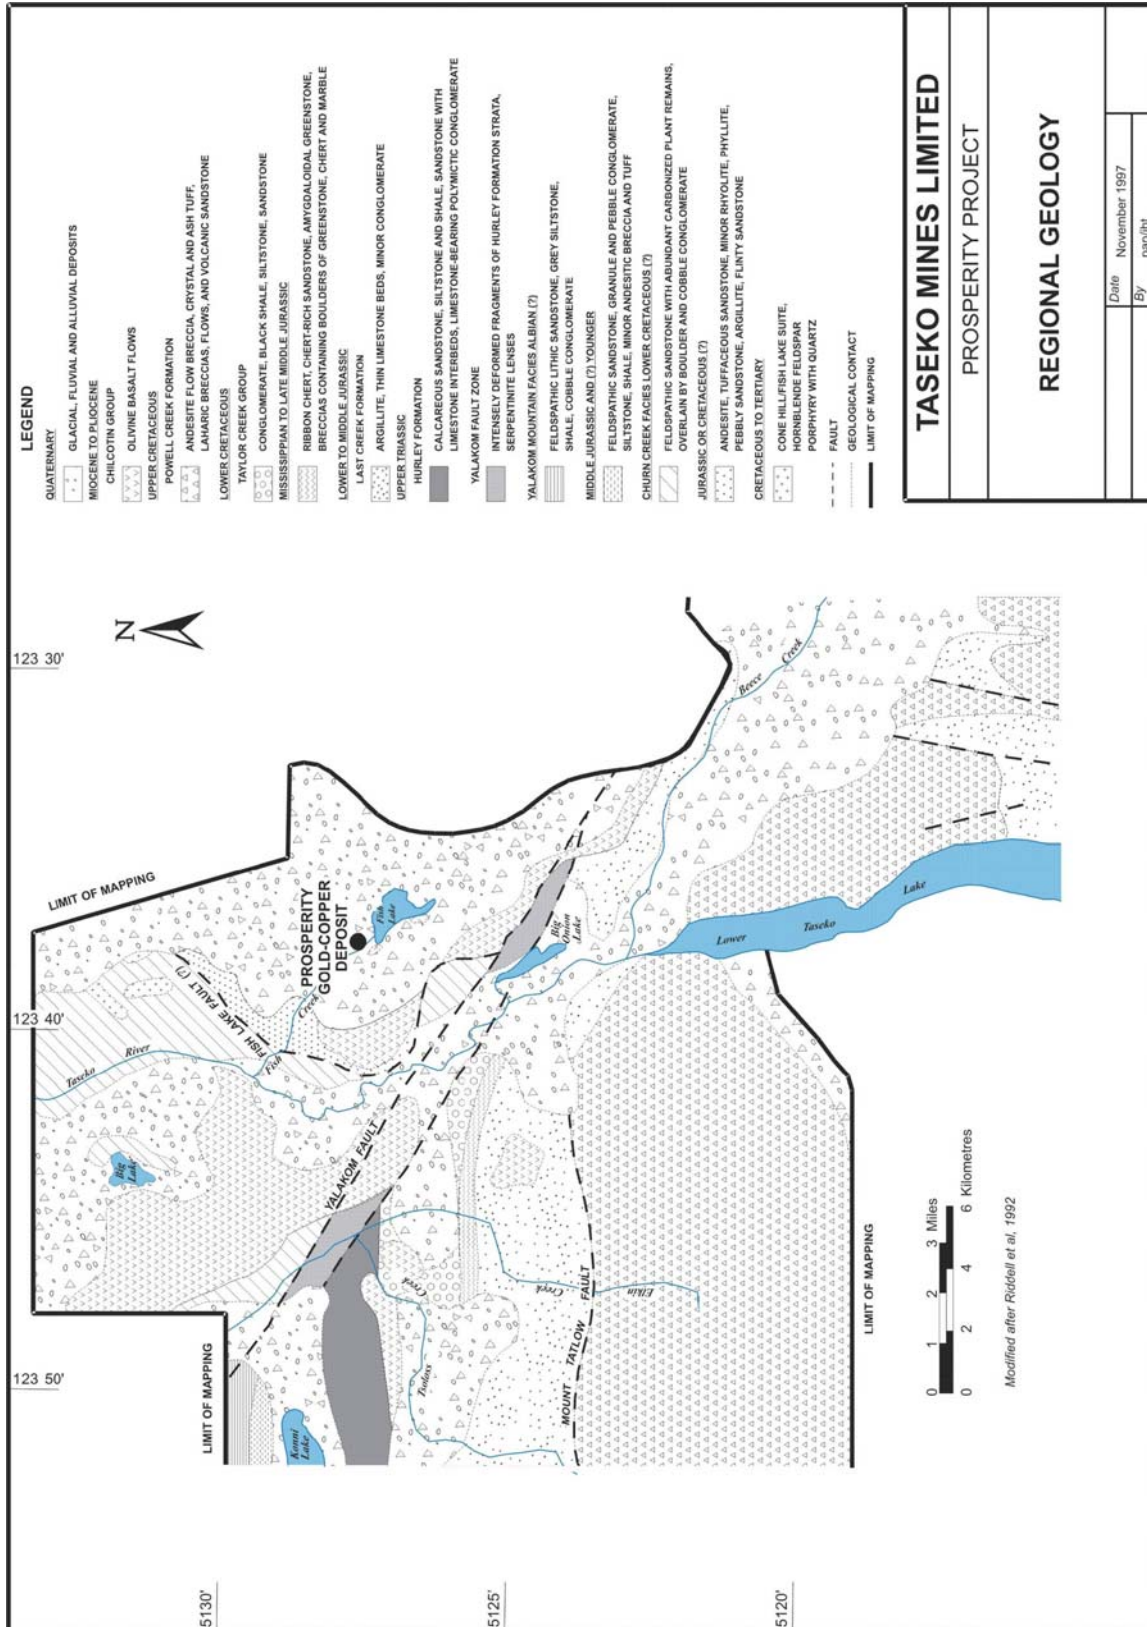 LEGEND
QUATERNARY
GLACIAL, FLUVIAL AND ALLUVIAL DEPOSITS
MIOCENE TO PLIOCENE
CHILCOTIN GROUP
OLIVINE BASALT FLOWS
UPPER CRETACEOUS
POWELL CREEK FORMATION
ANDESITE FLOW BRECCIA, CRYSTAL AND ASH TUFF,
LAHARIC BRECCIAS, FLOWS, AND VOLCANIC SANDSTONE
LOWER CRETACEOUS
TAYLOR CREEK GROUP
CONGLOMERATE, BLACK SHALE, SILTSTONE, SANDSTONE
MISSISSIPPIAN TO LATE MIDDLE JURASSIC
RIBBON CHERT, CHERT-RICH SANDSTONE, AMYGDALOIDAL GREENSTONE,
BRECCIAS CONTAINING BOULDERS OF GREENSTONE, CHERT AND MARBLE
LOWER TO MIDDLE JURASSIC
LAST CREEK FORMATION
ARGILLITE, THIN LIMESTONE BEDS, MINOR CONGLOMERATE
UPPER TRIASSIC
HURLEY FORMATION
CALCAREOUS SANDSTONE, SILTSTONE AND SHALE, SANDSTONE WITH
LIMESTONE INTERBEDS, LIMESTONE-BEARING POLYMICTIC CONGLOMERATE
YALAKOM FAULT ZONE
INTENSELY DEFORMED FRAGMENTS OF HURLEY FORMATION STRATA,
SERPENTINITE LENSES
YALAKOM MOUNTAIN FACIES ALBIAN (?)
FELDSPATHIC LITHIC SANDSTONE, GREY SILTSTONE,
SHALE, COBBLE CONGLOMERATE
MIDDLE JURASSIC AND (?) YOUNGER
FELDSPATHIC SANDSTONE, GRANULE AND PEBBLE CONGLOMERATE,
SILTSTONE, SHALE, MINOR ANDESITIC BRECCIA AND TUFF
CHURN CREEK FACIES LOWER CRETACEOUS (?)
FELDSPATHIC SANDSTONE WITH ABUNDANT CARBONIZED PLANT REMAINS,
OVERLAIN BY BOULDER AND COBBLE CONGLOMERATE
JURASSIC OR CRETACEOUS (?)
ANDESITE, TUFFACEOUS SANDSTONE, MINOR RHYOLITE, PHYLLITE,
PEBBLY SANDSTONE, ARGILLITE, FLINTY SANDSTONE
CRETACEOUS TO TERTIARY
CONE HILL/FISH LAKE SUITE,
HORNBLENDE FELDSPAR
PORPHYRY WITH QUARTZ
FAULT
GEOLOGICAL CONTACT
LIMIT OF MAPPING
TASEKO MINES LIMITED
PROSPERITY PROJECT
REGIONAL GEOLOGY
Date November 1997
By
N
123 50'
123 40'
123 30'
5130'
5125'
5120'
LIMIT OF MAPPING
LIMIT OF MAPPING
LIMIT OF MAPPING
Konni
Lake
Big
Lake
Taseko River
FISH LAKE FAULT (?)
Fish Creek
PROSPERITY
GOLD-COPPER
DEPOSIT
Fish
Lake
YALAKOM FAULT
Big
Onion
Lake
Beece Creek
Tsoloss Creek
Elkin Creek
MOUNT TATLOW FAULT
Lower Taseko Lake
0 1 2 3 Miles
0 2 4 6 Kilometres
Modified after Riddell et al, 1992